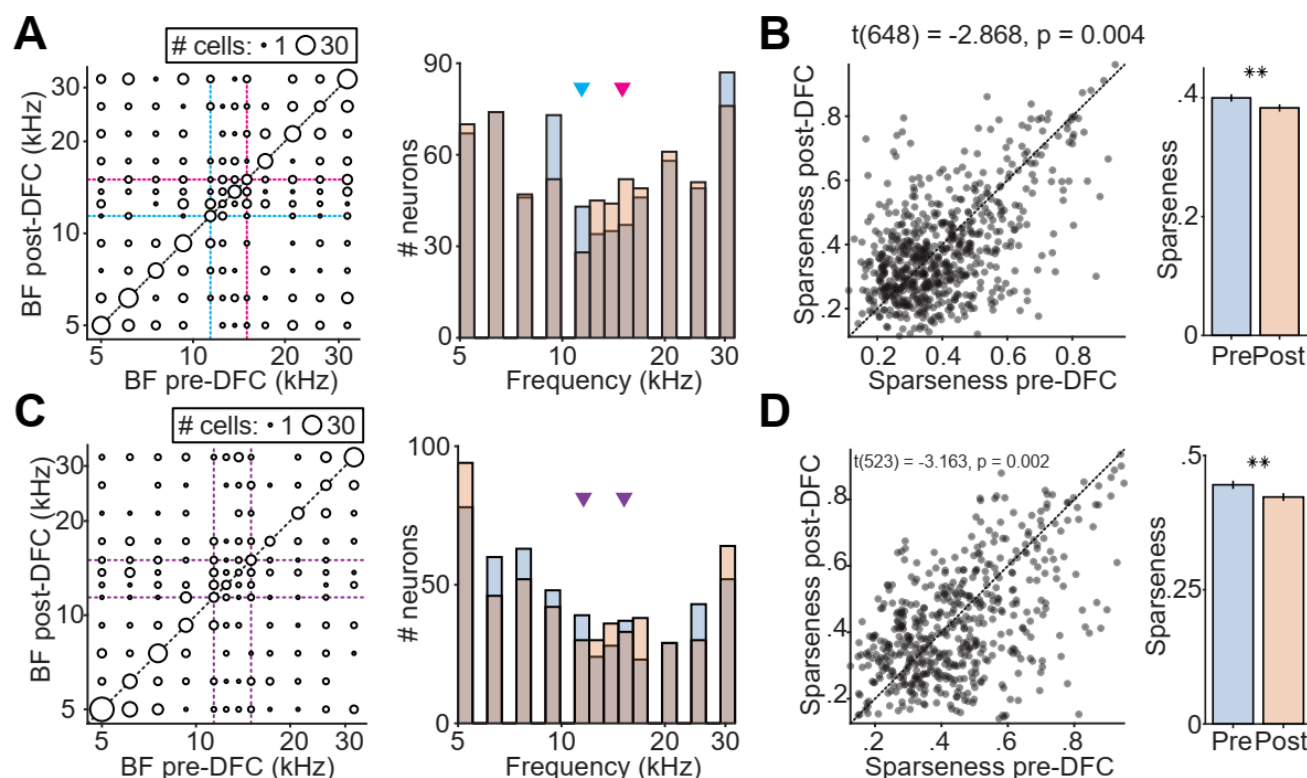 A
# cells: 1 30
BF post-DFC (kHz)
30
20
10
5
5
10
20
30
BF pre-DFC (kHz)
# neurons
90
60
30
0
5
10
20
30
Frequency (kHz)
B
t(648) = -2.868, p = 0.004
Sparseness post-DFC
.8
.6
.4
.2
0.2
0.4
0.6
0.8
Sparseness pre-DFC
**
Sparseness
.4
.2
0
Pre Post
C
# cells: 1 30
BF post-DFC (kHz)
30
20
10
5
5
10
20
30
BF pre-DFC (kHz)
# neurons
100
50
0
5
10
20
30
Frequency (kHz)
D
t(523) = -3.163, p = 0.002
Sparseness post-DFC
.8
.6
.4
.2
.2
.4
.6
.8
Sparseness pre-DFC
**
Sparseness
.5
.25
0
Pre Post